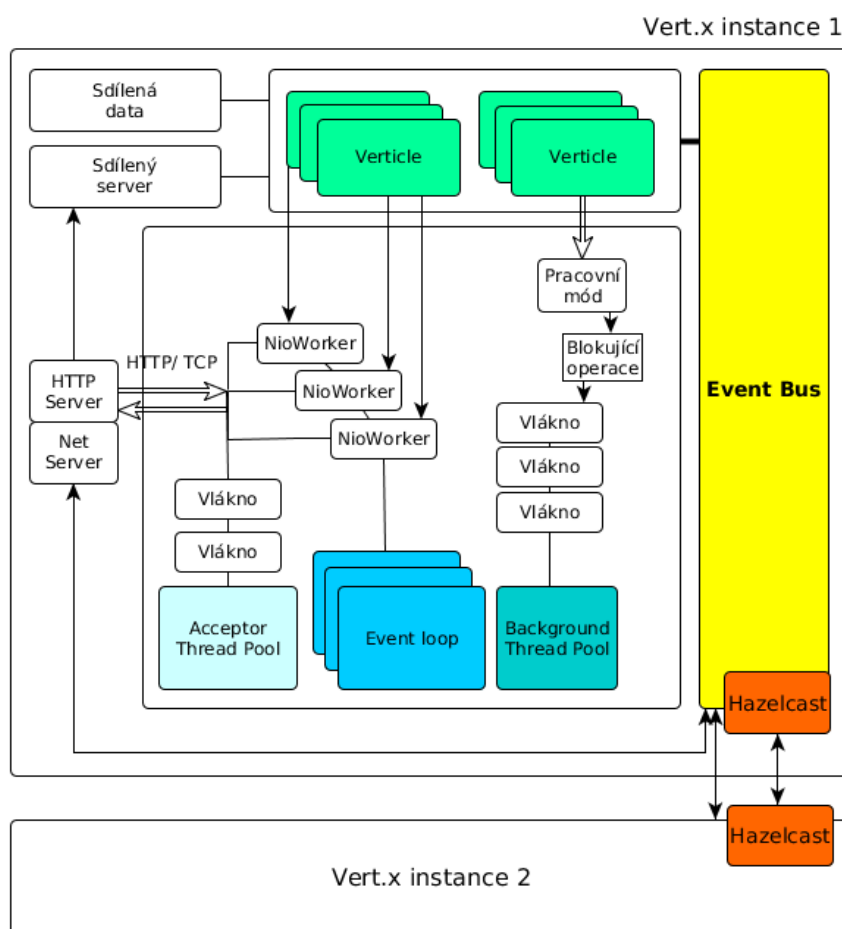 Vert.x instance 1
Sdílená
data
Sdílený
server
Verticle
Verticle
Pracovní
mód
Blokující
operace
NioWorker
NioWorker
NioWorker
HTTP/ TCP
HTTP
Server
Net
Server
Event Bus
Vlákno
Vlákno
Vlákno
Vlákno
Vlákno
Acceptor
Thread Pool
Event loop
Background
Thread Pool
Hazelcast
Hazelcast
Vert.x instance 2